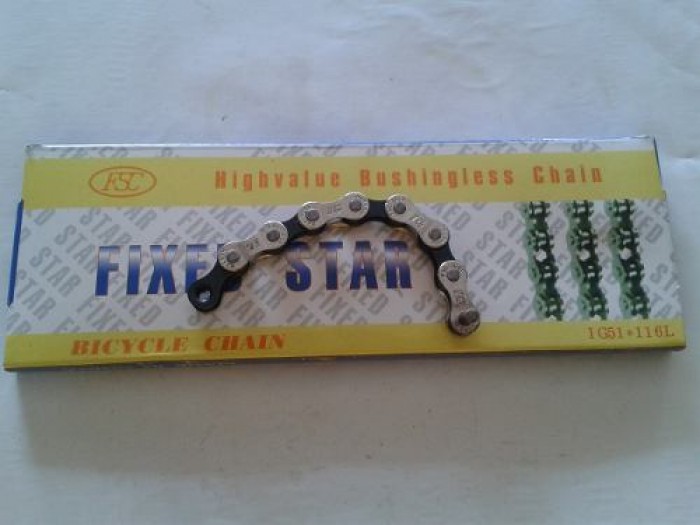 FSC
Highvalue Bushingless Chain
FIXED STAR
BICYCLE CHAIN
IG51*116L